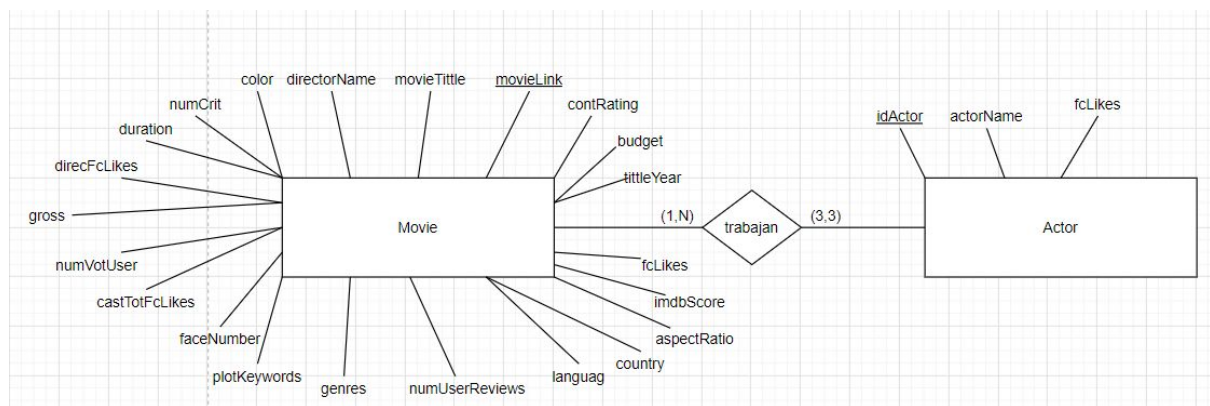 color
directorName
movieTittle
movieLink
numCrit
contRating
duration
budget
direcFcLikes
tittleYear
gross
Movie
(1,N)
trabajan
(3,3)
idActor
actorName
fcLikes
Actor
numVotUser
fcLikes
castTotFcLikes
imdbScore
faceNumber
aspectRatio
plotKeywords
country
genres
numUserReviews
languag